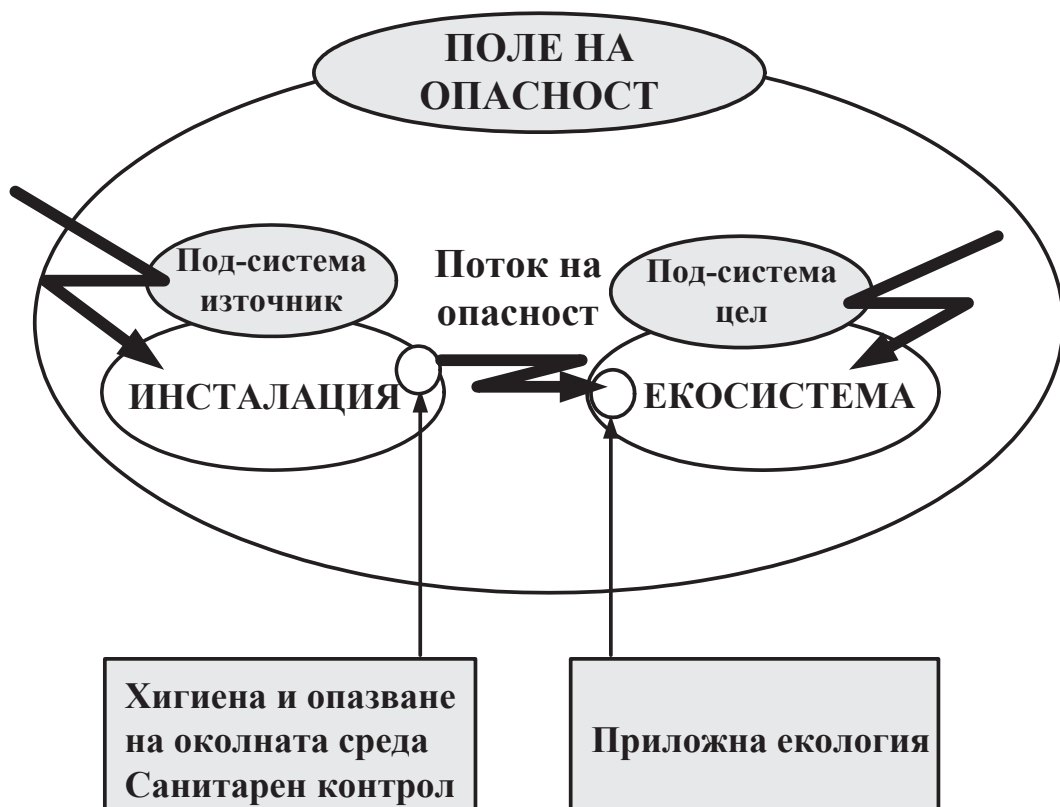 ПОЛЕ НА
ОПАСНОСТ
Под-система
източник
Поток на
опасност
Под-система
цел
ИНСТАЛАЦИЯ
ЕКОСИСТЕМА
Хигиена и опазване
на околната среда
Санитарен контрол
Приложна екология